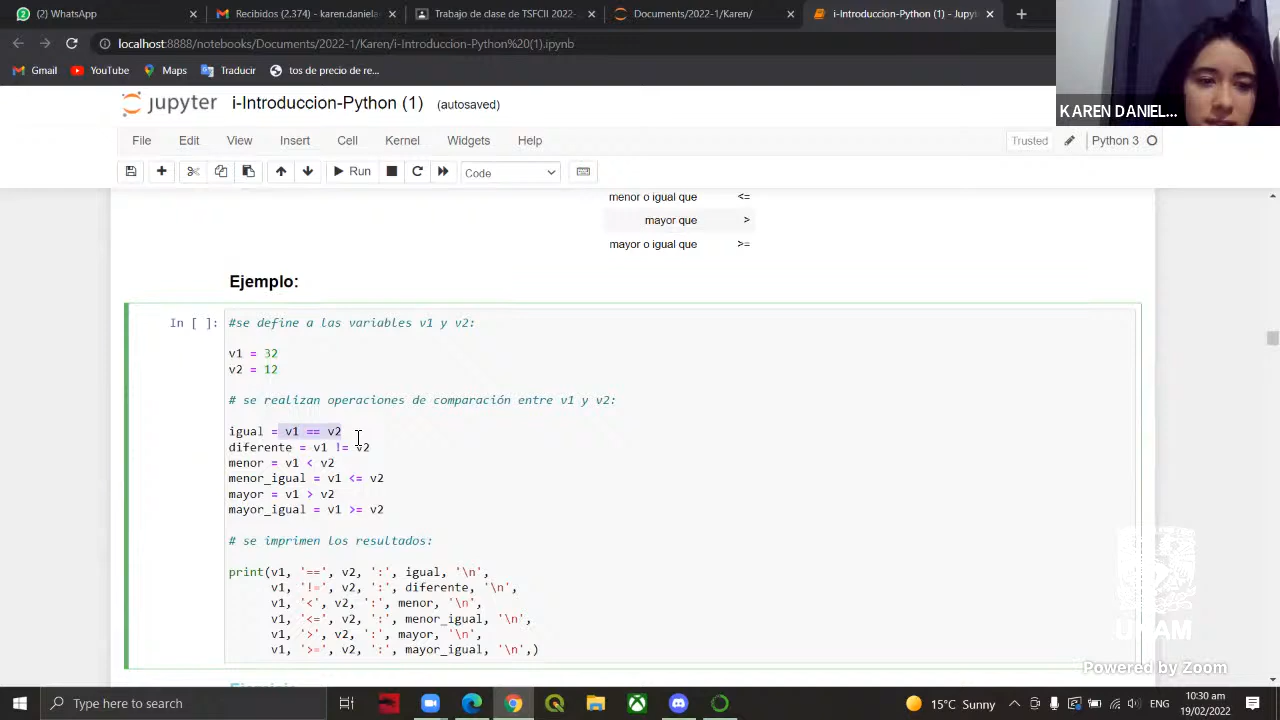 WhatsApp
Recibidos (2.374) - karen.daniela
Trabajo de clase de TSFCII 2022-
Documents/2022-1/Karen/
i-Introduccion-Python (1) - Jupyte
localhost:8888/notebooks/Documents/2022-1/Karen/i-Introduccion-Python%20(1).ipynb
Gmail YouTube Maps Traducir tos de precio de re...
KAREN DANIEL...
jupyter i-Introduccion-Python (1) (autosaved)
File Edit View Insert Cell Kernel Widgets Help Trusted Python 3
Run Code
menor o igual que <=
mayor que >
mayor o igual que >=
Ejemplo:
In [ ]: #se define a las variables v1 y v2:
v1 = 32
v2 = 12
# se realizan operaciones de comparación entre v1 y v2:
igual = v1 == v2
diferente = v1 != v2
menor = v1 < v2
menor_igual = v1 <= v2
mayor = v1 > v2
mayor_igual = v1 >= v2
# se imprimen los resultados:
print(v1, '==', v2, ':', igual, '\n',
v1, '!=', v2, ':', diferente, '\n',
v1, '<', v2, ':', menor, '\n',
v1, '<=', v2, ':', menor_igual, '\n',
v1, '>', v2, ':', mayor, '\n',
v1, '>=', v2, ':', mayor_igual, '\n',)
UNAM
Powered by Zoom
Type here to search
15°C Sunny
ENG
10:30 am
19/02/2022